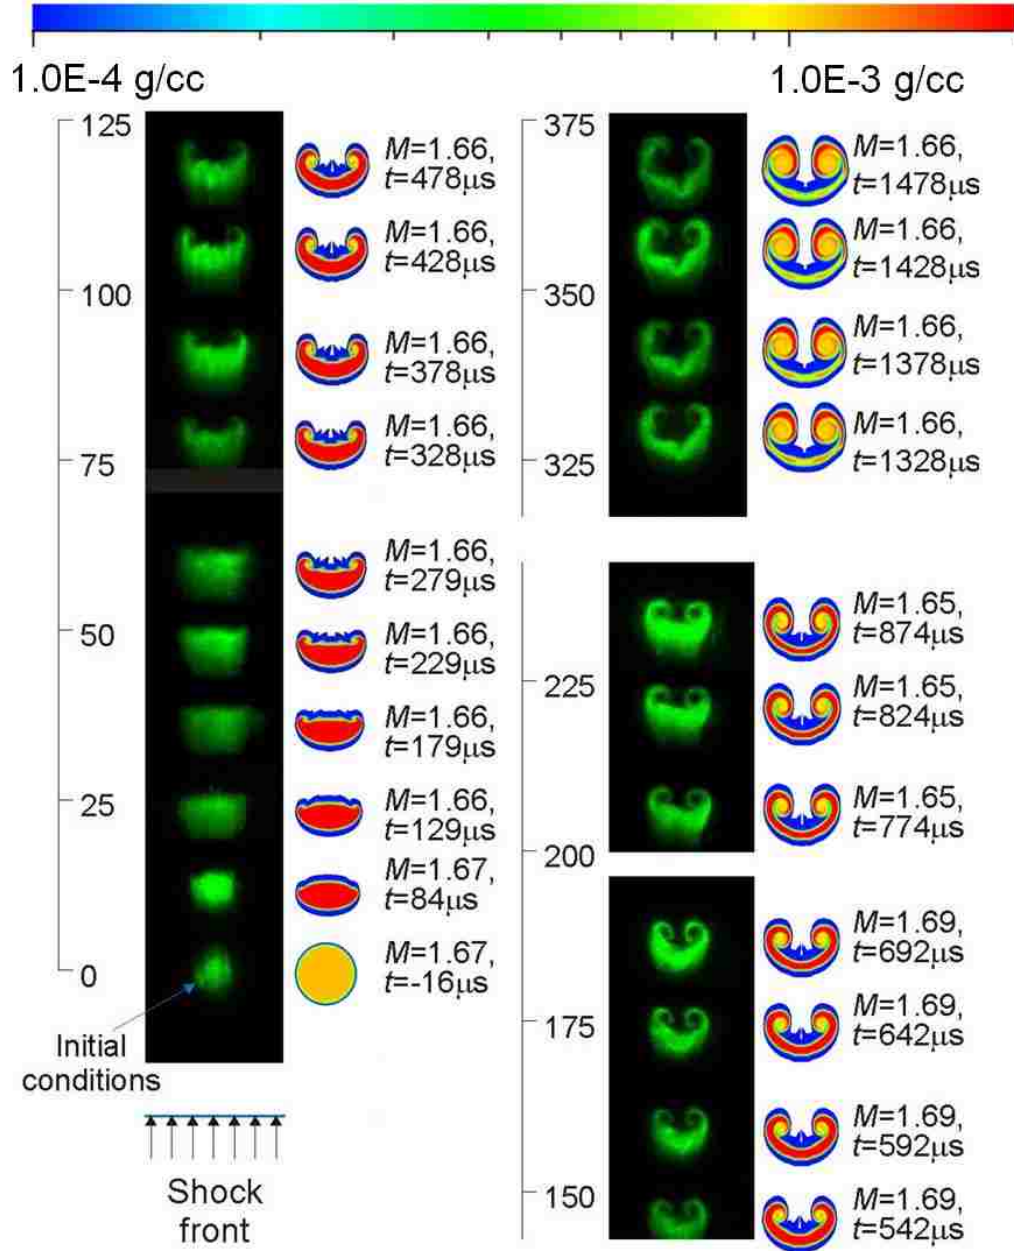 1.0E-4 g/cc
1.0E-3 g/cc
125
100
75
50
25
0
M=1.66,
t=478μs
M=1.66,
t=428μs
M=1.66,
t=378μs
M=1.66,
t=328μs
M=1.66,
t=279μs
M=1.66,
t=229μs
M=1.66,
t=179μs
M=1.66,
t=129μs
M=1.67,
t=84μs
M=1.67,
t=-16μs
Initial
conditions
Shock
front
375
350
325
M=1.66,
t=1478μs
M=1.66,
t=1428μs
M=1.66,
t=1378μs
M=1.66,
t=1328μs
225
200
M=1.65,
t=874μs
M=1.65,
t=824μs
M=1.65,
t=774μs
175
150
M=1.69,
t=692μs
M=1.69,
t=642μs
M=1.69,
t=592μs
M=1.69,
t=542μs